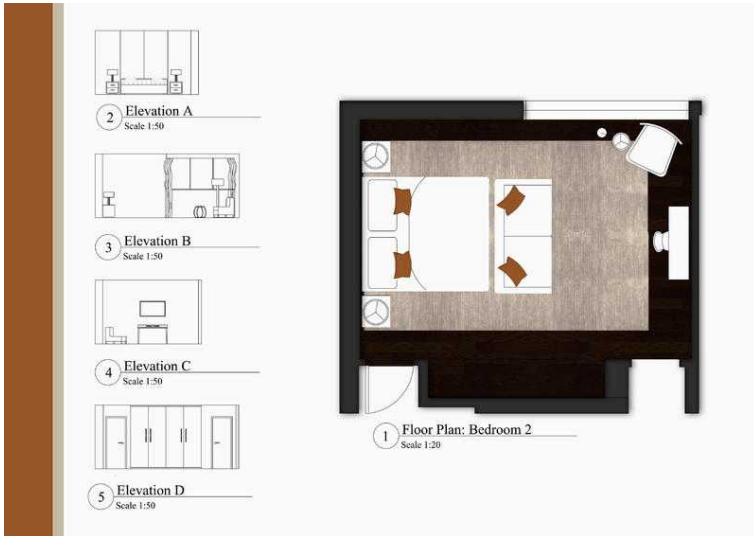 2 Elevation A
Scale 1:50
3 Elevation B
Scale 1:50
4 Elevation C
Scale 1:50
5 Elevation D
Scale 1:50
1 Floor Plan: Bedroom 2
Scale 1:20